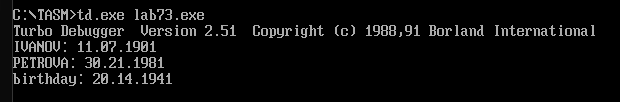 C:\TASM>td.exe lab73.exe
Turbo Debugger  Version 2.51  Copyright (c) 1988,91 Borland International
IVANOV: 11.07.1901
PETROVA: 30.21.1981
birthday: 20.14.1941